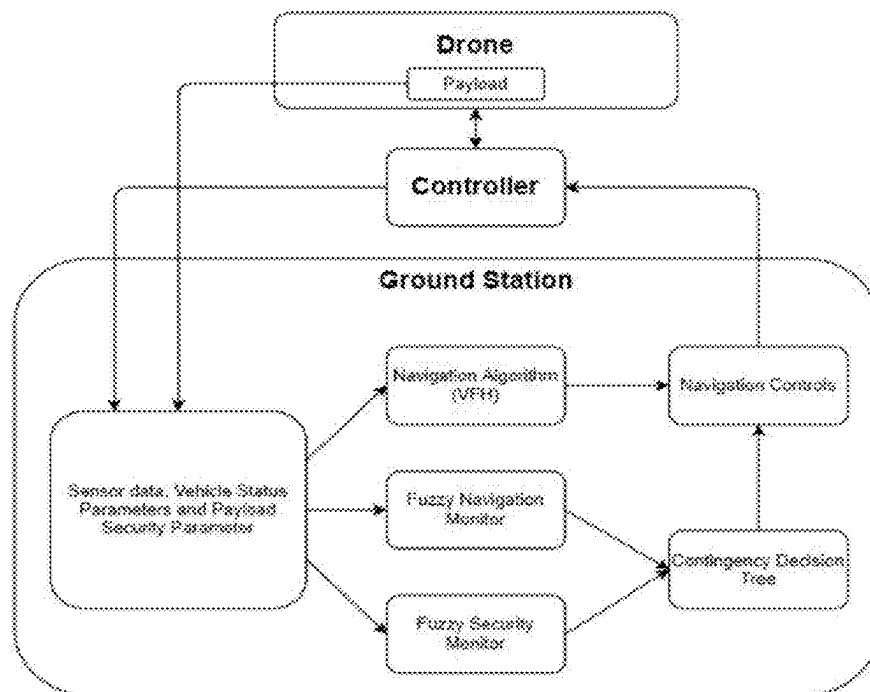 Drone
Payload
Controller
Ground Station
Navigation Algorithm
(VFH)
Navigation Controls
Sensor data, Vehicle Status
Parameters and Payload
Security Parameter
Fuzzy Navigation
Monitor
Contingency Decision
Tree
Fuzzy Security
Monitor